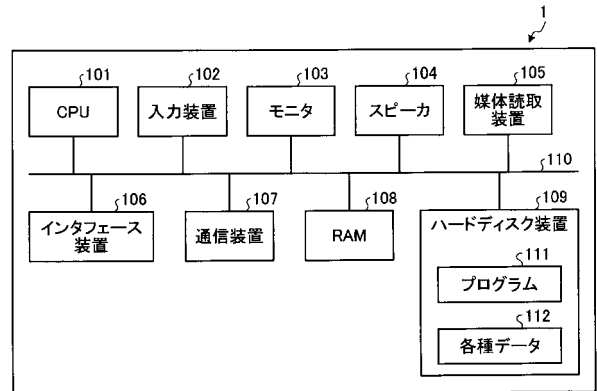 1
101
102
103
104
105
CPU
入力装置
モニタ
スピーカ
媒体読取
装置
110
106
107
108
109
インタフェース
装置
通信装置
RAM
ハードディスク装置
111
プログラム
112
各種データ